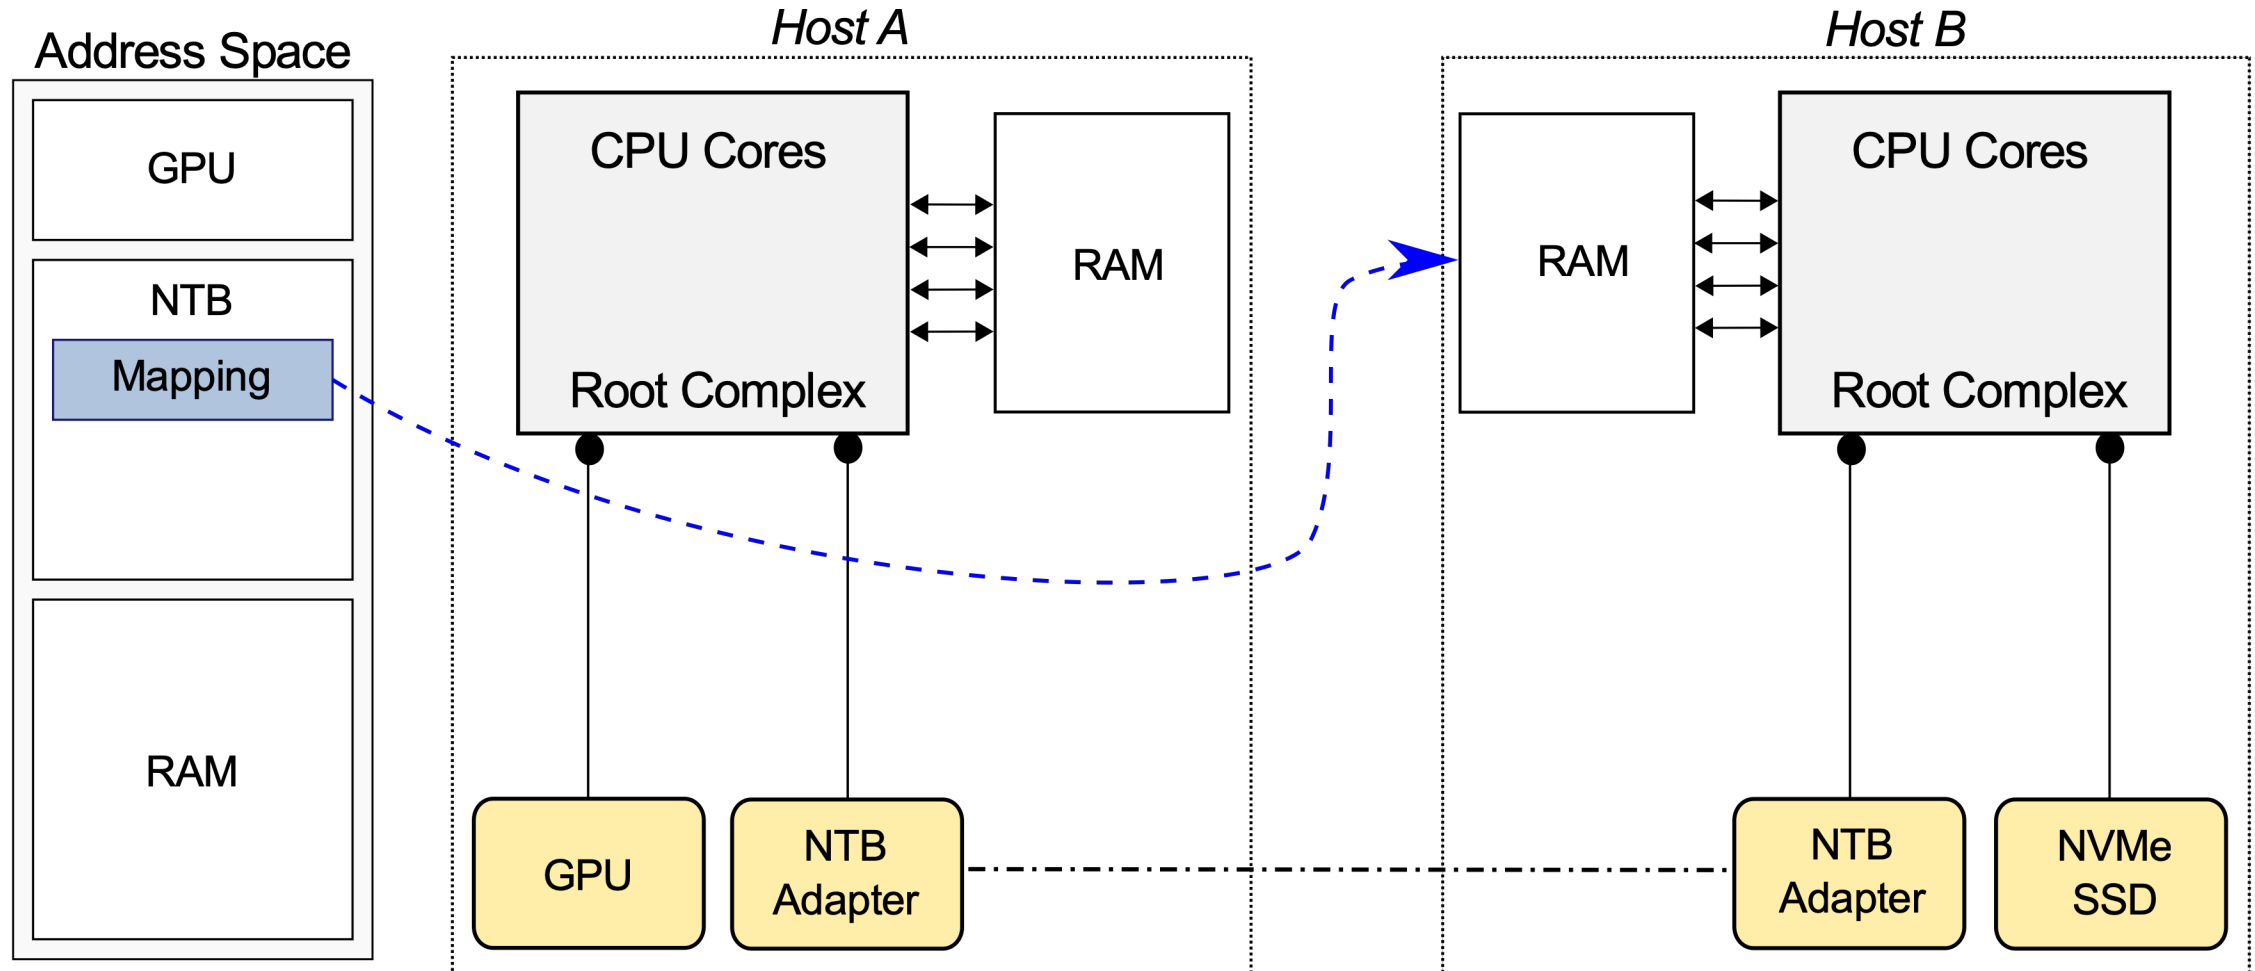 Address Space
GPU
NTB
Mapping
RAM
Host A
CPU Cores
Root Complex
RAM
GPU
NTB
Adapter
Host B
RAM
CPU Cores
Root Complex
NTB
Adapter
NVMe
SSD